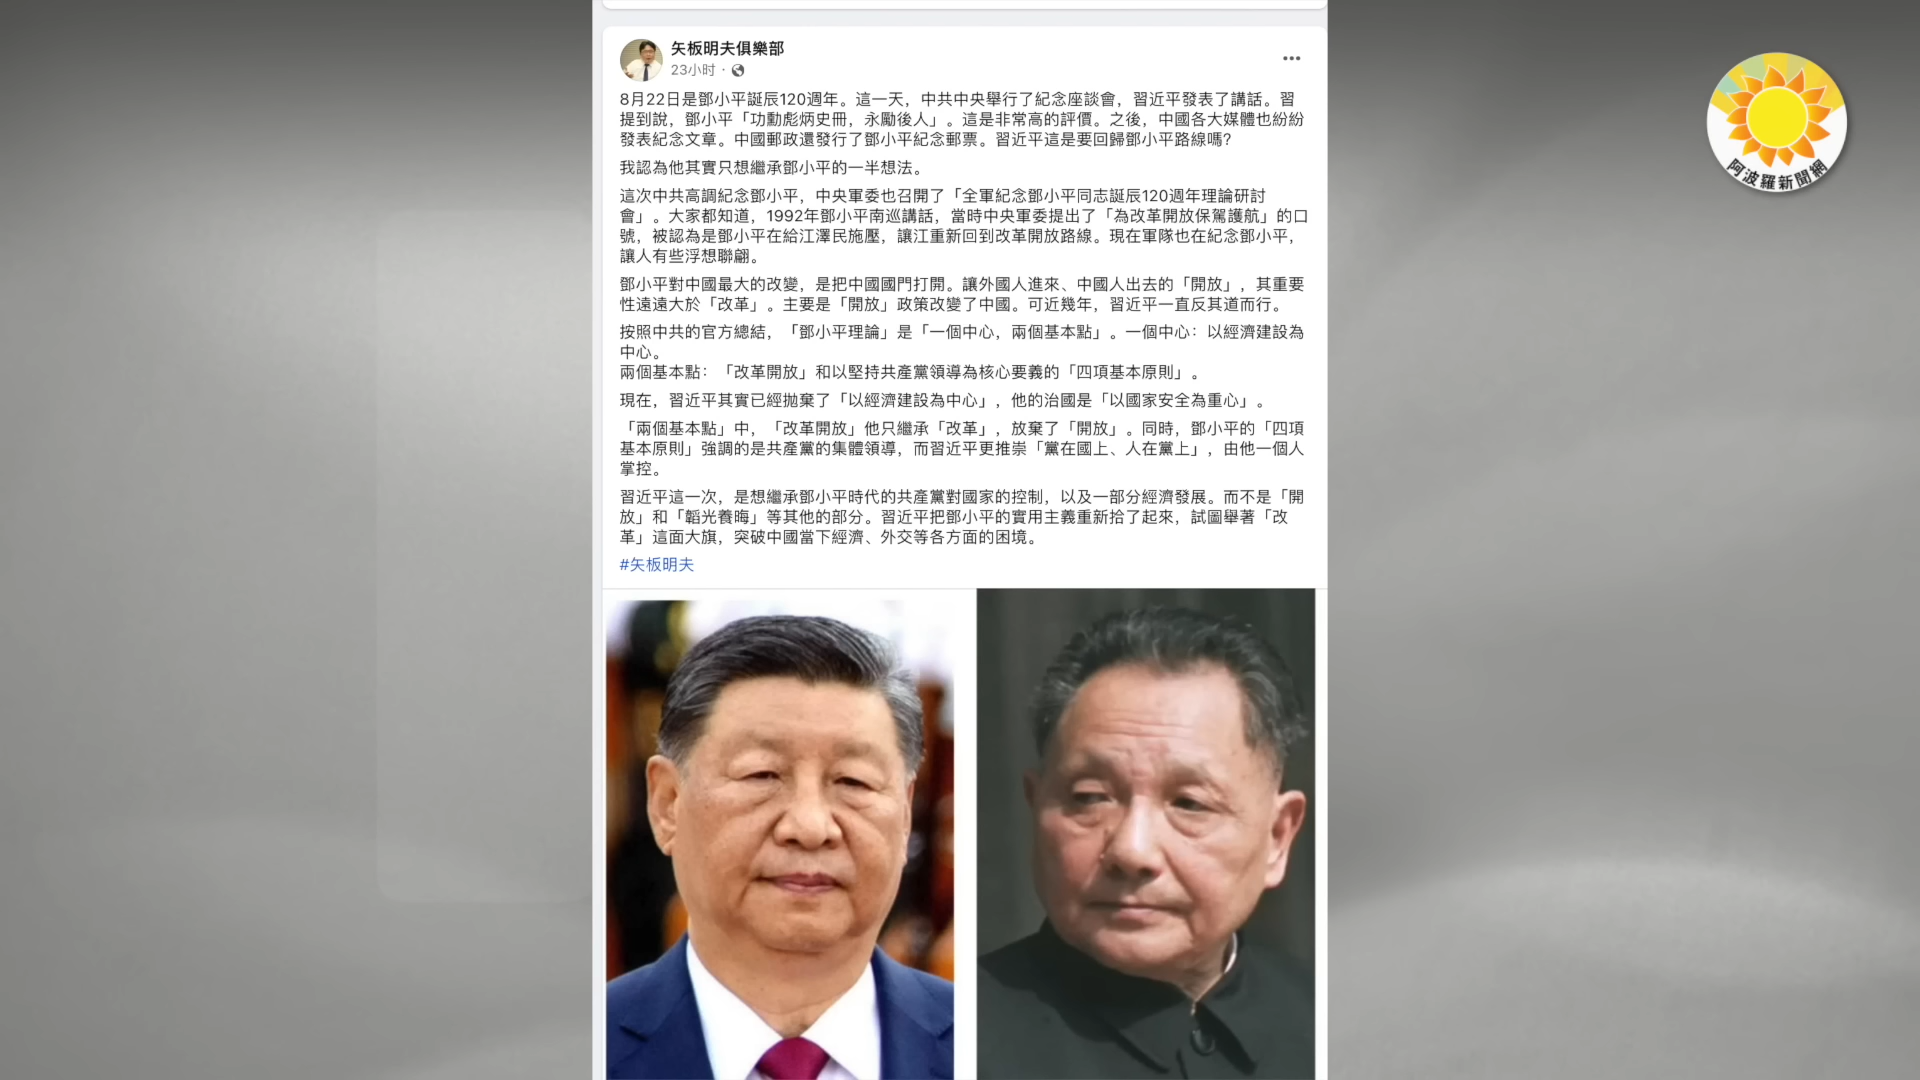 矢板明夫俱樂部
23小时 ·
8月22日是鄧小平誕辰120週年。這一天，中共中央舉行了紀念座談會，習近平發表了講話。習
提到說，鄧小平「功勳彪炳史冊，永勵後人」。這是非常高的評價。之後，中國各大媒體也紛紛
發表紀念文章。中國郵政還發行了鄧小平紀念郵票。習近平這是要回歸鄧小平路線嗎？
我認為他其實只想繼承鄧小平的一半想法。
這次中共高調紀念鄧小平，中央軍委也召開了「全軍紀念鄧小平同志誕辰120週年理論研討
會」。大家都知道，1992年鄧小平南巡講話，當時中央軍委提出了「為改革開放保駕護航」的口
號，被認為是鄧小平在給江澤民施壓，讓江重新回到改革開放路線。現在軍隊也在紀念鄧小平，
讓人有些浮想聯翩。
鄧小平對中國最大的改變，是把中國國門打開。讓外國人進來、中國人出去的「開放」，其重要
性遠遠大於「改革」。主要是「開放」政策改變了中國。可近幾年，習近平一直反其道而行。
按照中共的官方總結，「鄧小平理論」是「一個中心，兩個基本點」。一個中心：以經濟建設為
中心。
兩個基本點：「改革開放」和以堅持共產黨領導為核心要義的「四項基本原則」。
現在，習近平其實已經拋棄了「以經濟建設為中心」，他的治國是「以國家安全為重心」。
「兩個基本點」中，「改革開放」他只繼承「改革」，放棄了「開放」。同時，鄧小平的「四項
基本原則」強調的是共產黨的集體領導，而習近平更推崇「黨在國上、人在黨上」，由他一個人
掌控。
習近平這一次，是想繼承鄧小平時代的共產黨對國家的控制，以及一部分經濟發展。而不是「開
放」和「韜光養晦」等其他的部分。習近平把鄧小平的實用主義重新拾了起來，試圖舉著「改
革」這面大旗，突破中國當下經濟、外交等各方面的困境。
#矢板明夫
阿波羅新聞網